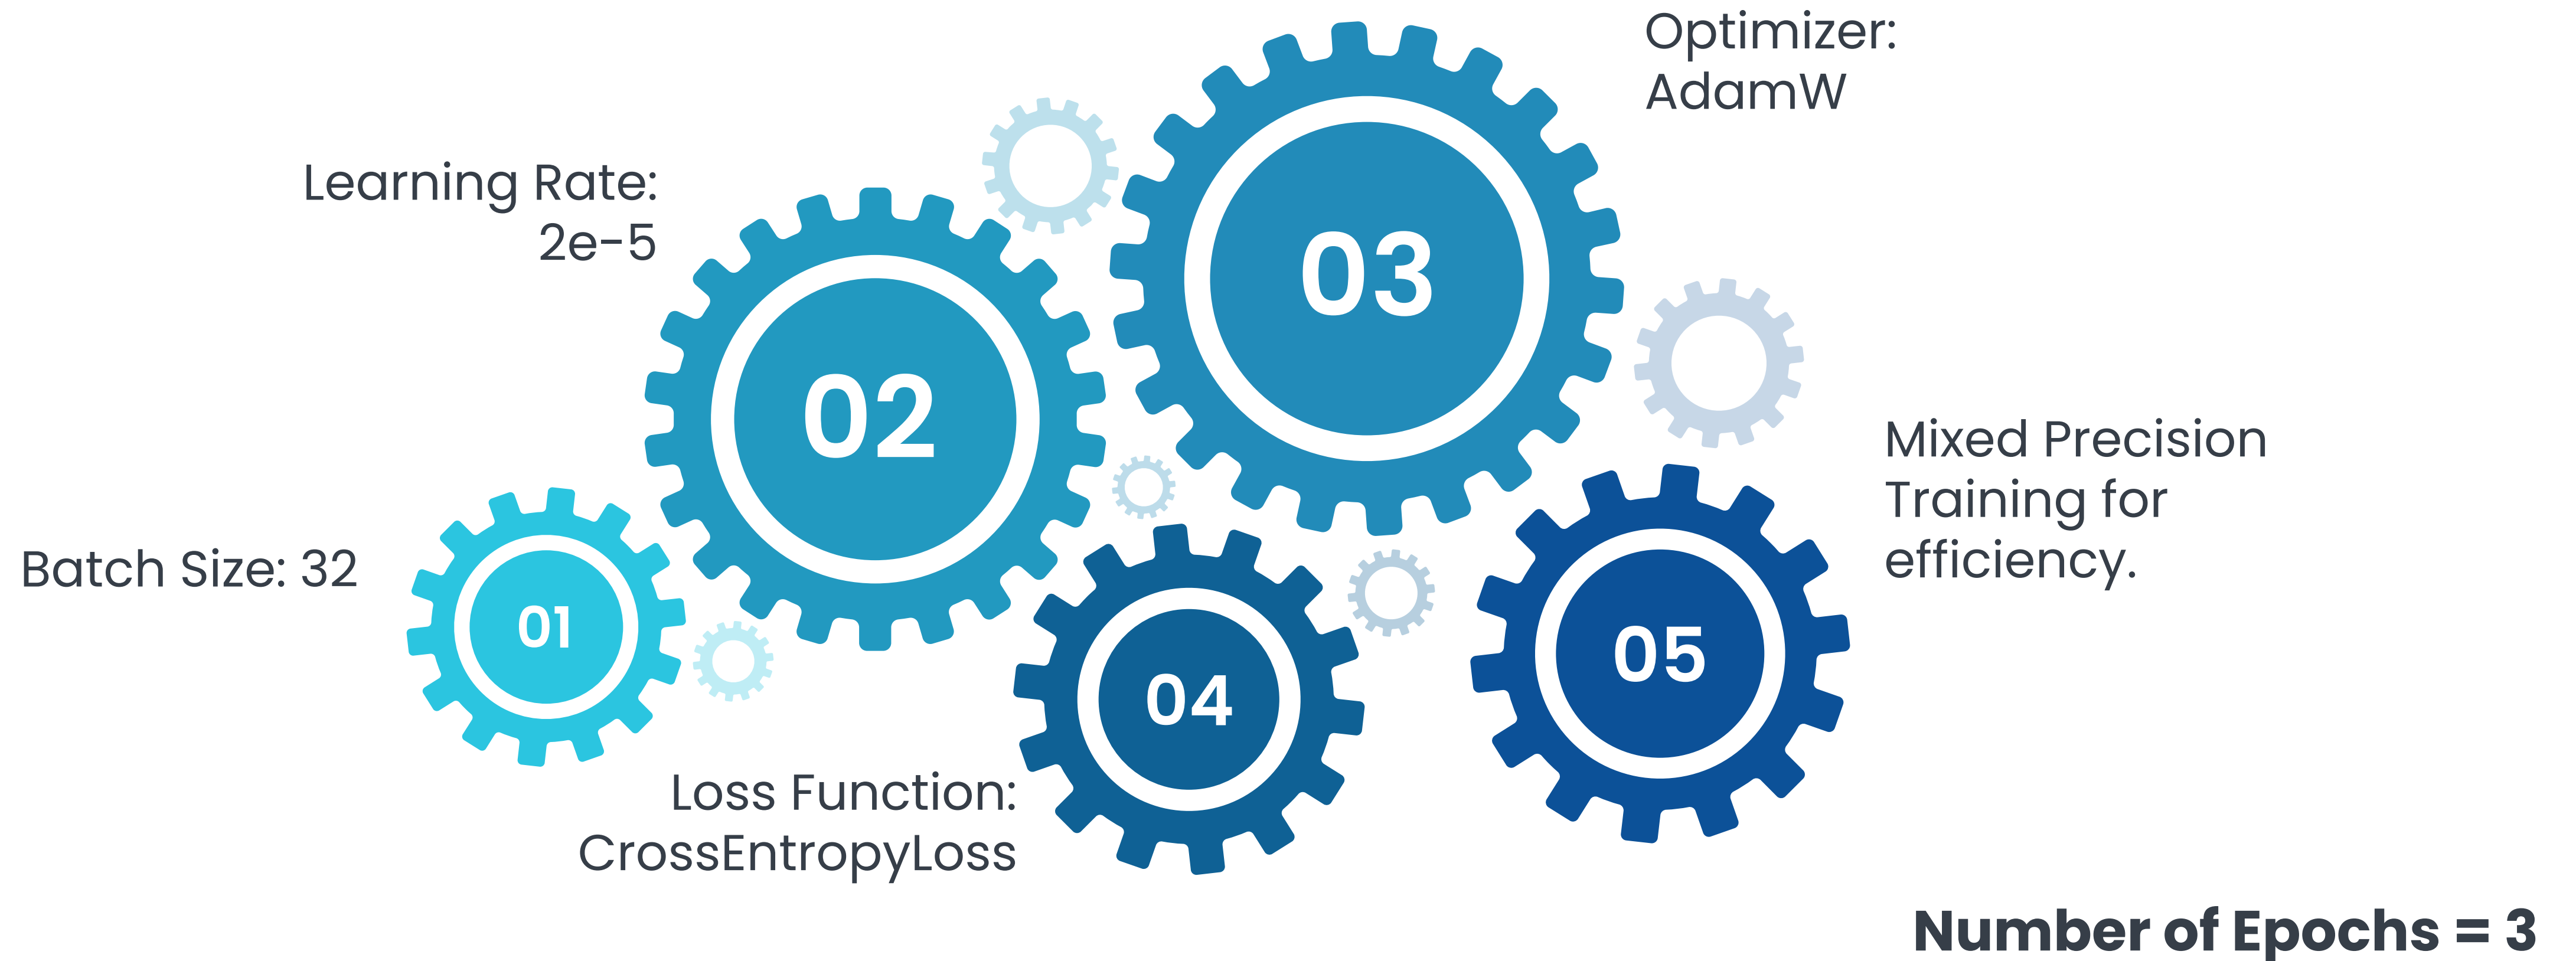 01
Batch Size: 32
02
Learning Rate:
2e-5
03
Optimizer:
AdamW
04
Loss Function:
CrossEntropyLoss
05
Mixed Precision
Training for
efficiency.
Number of Epochs = 3